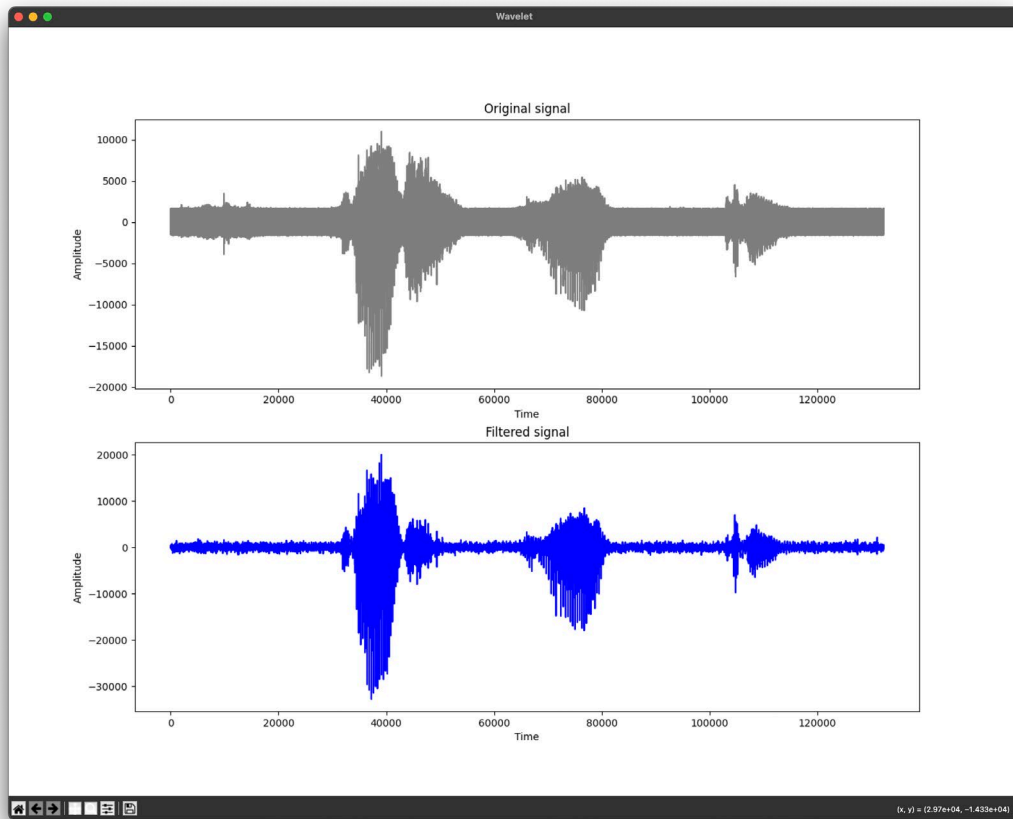 Wavelet
Original signal
10000
5000
0
−5000
−10000
−15000
−20000
Amplitude
0 20000 40000 60000 80000 100000 120000
Time
Filtered signal
20000
10000
0
−10000
−20000
−30000
Amplitude
0 20000 40000 60000 80000 100000 120000
Time
(x, y) = (2.97e+04, −1.433e+04)